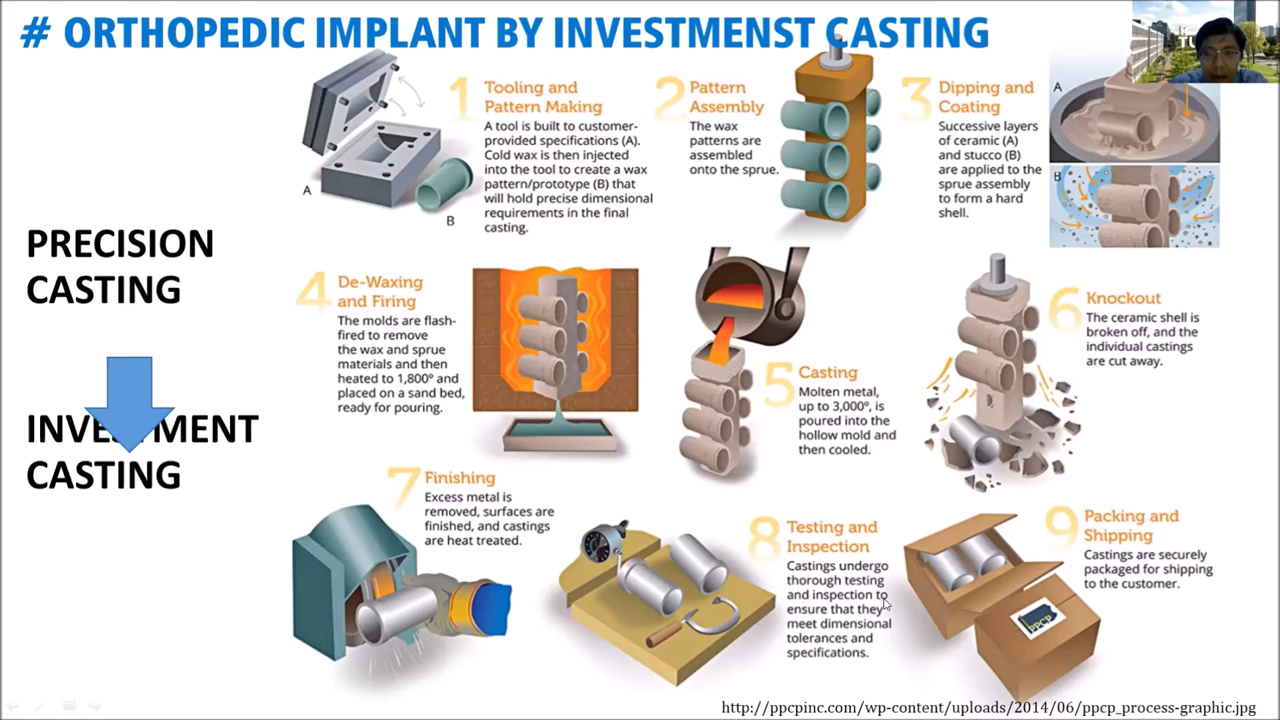 # ORTHOPEDIC IMPLANT BY INVESTMENST CASTING
PRECISION
CASTING
INVESTMENT
CASTING
1
Tooling and
Pattern Making
A tool is built to customer-
provided specifications (A).
Cold wax is then injected
into the tool to create a wax
pattern/prototype (B) that
will hold precise dimensional
requirements in the final
casting.
A
B
2
Pattern
Assembly
The wax
patterns are
assembled
onto the sprue.
3
Dipping and
Coating
Successive layers
of ceramic (A)
and stucco (B)
are applied to the
sprue assembly
to form a hard
shell.
A
B
4
De-Waxing
and Firing
The molds are flash-
fired to remove
the wax and sprue
materials and then
heated to 1,800° and
placed on a sand bed,
ready for pouring.
5
Casting
Molten metal,
up to 3,000°, is
poured into the
hollow mold and
then cooled.
6
Knockout
The ceramic shell is
broken off, and the
individual castings
are cut away.
7
Finishing
Excess metal is
removed, surfaces are
finished, and castings
are heat treated.
8
Testing and
Inspection
Castings undergo
thorough testing
and inspection to
ensure that they
meet dimensional
tolerances and
specifications.
9
Packing and
Shipping
Castings are securely
packaged for shipping
to the customer.
PPCP
http://ppcpinc.com/wp-content/uploads/2014/06/ppcp_process-graphic.jpg